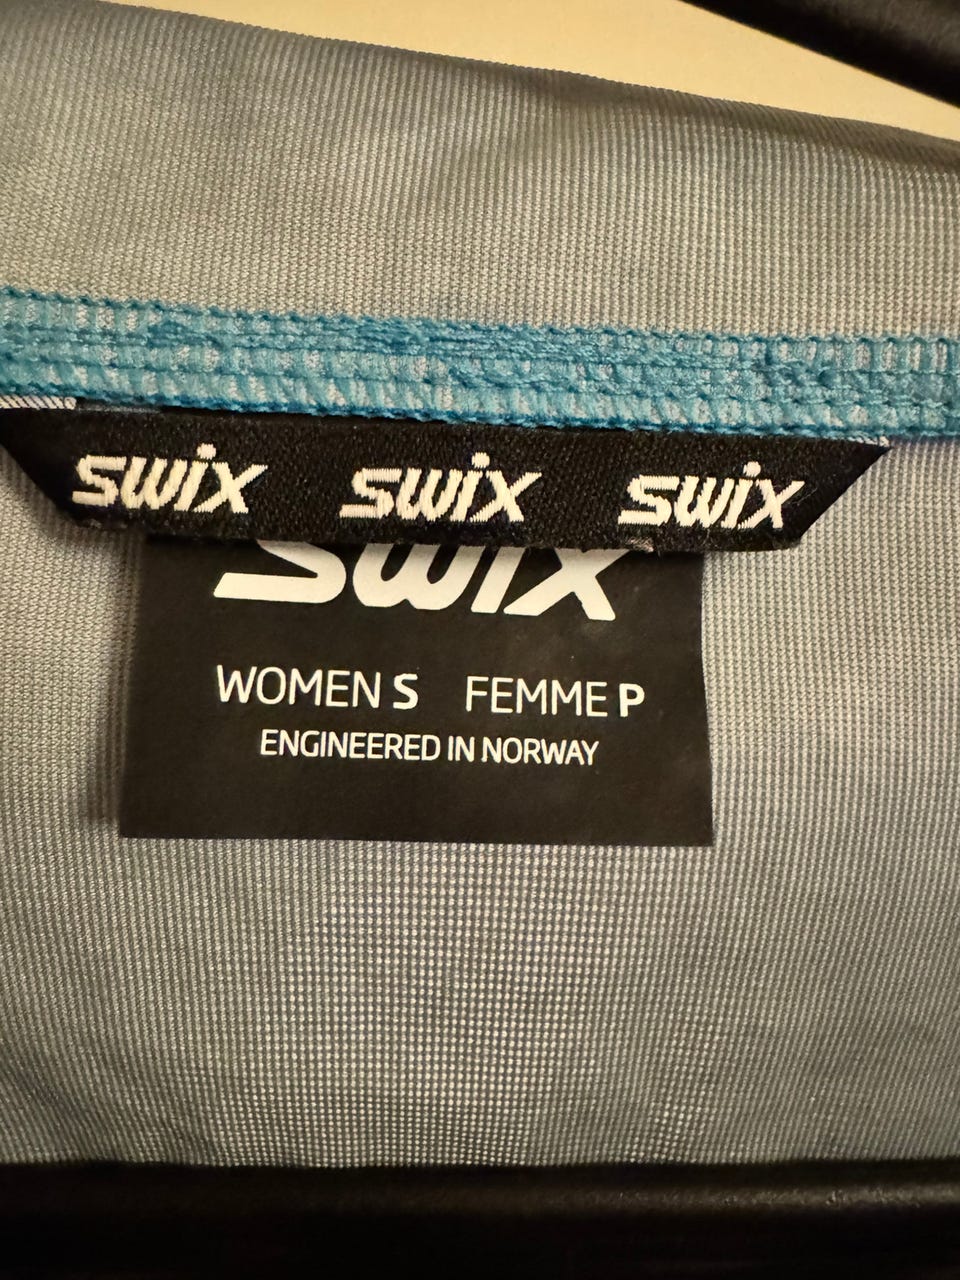 swix swix swix
swix
WOMEN S FEMME P
ENGINEERED IN NORWAY